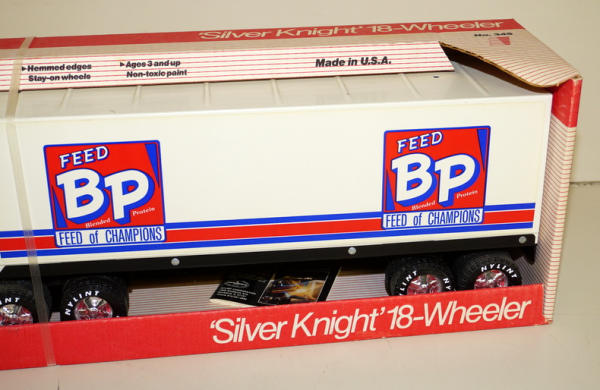 'Silver Knight' 18-Wheeler
No. 345
▸Hemmed edges
Stay-on wheels
▸Ages 3 and up
Non-toxic paint
Made in U.S.A.
FEED
BP
Blended Protein
FEED of CHAMPIONS
FEED
BP
Blended Protein
FEED of CHAMPIONS
NYLINT
NYLINT
NYLINT
NYLINT
'Silver Knight' 18-Wheeler